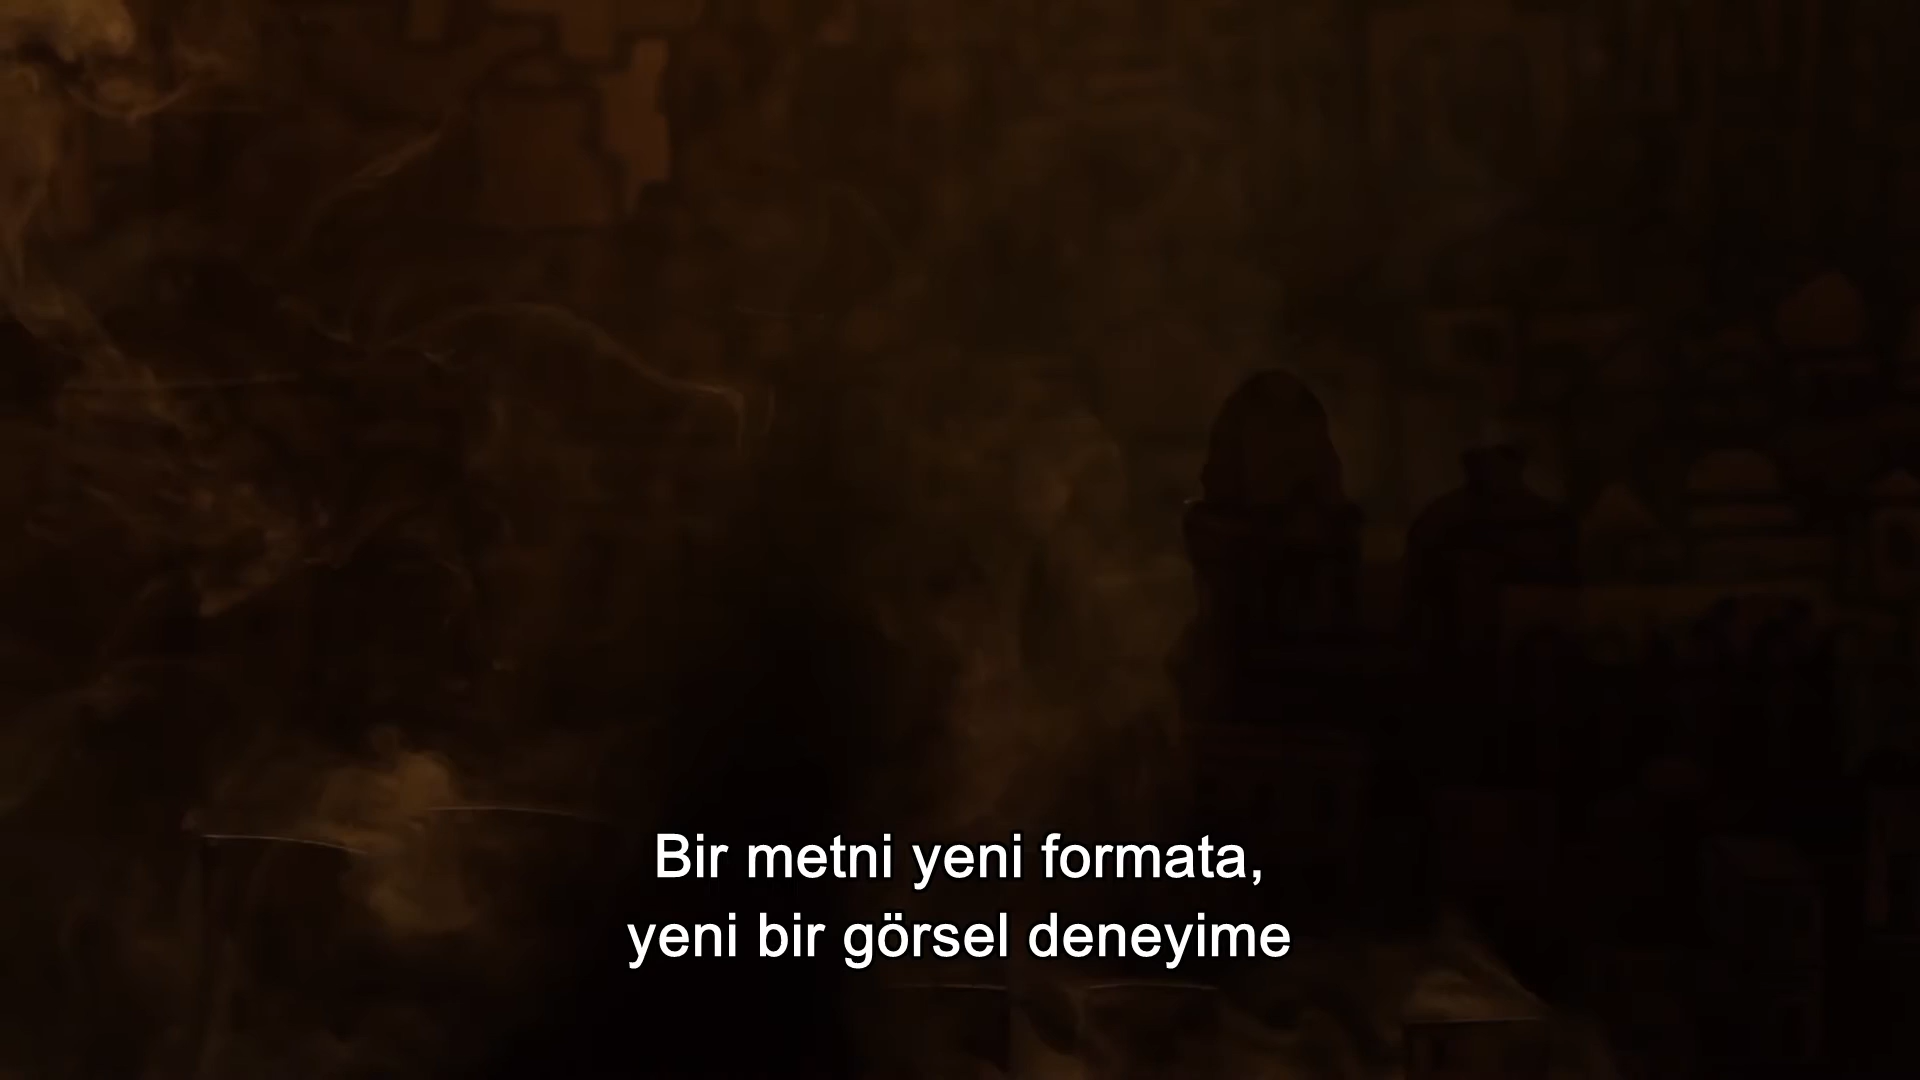 Bir metni yeni formata,
yeni bir görsel deneyime